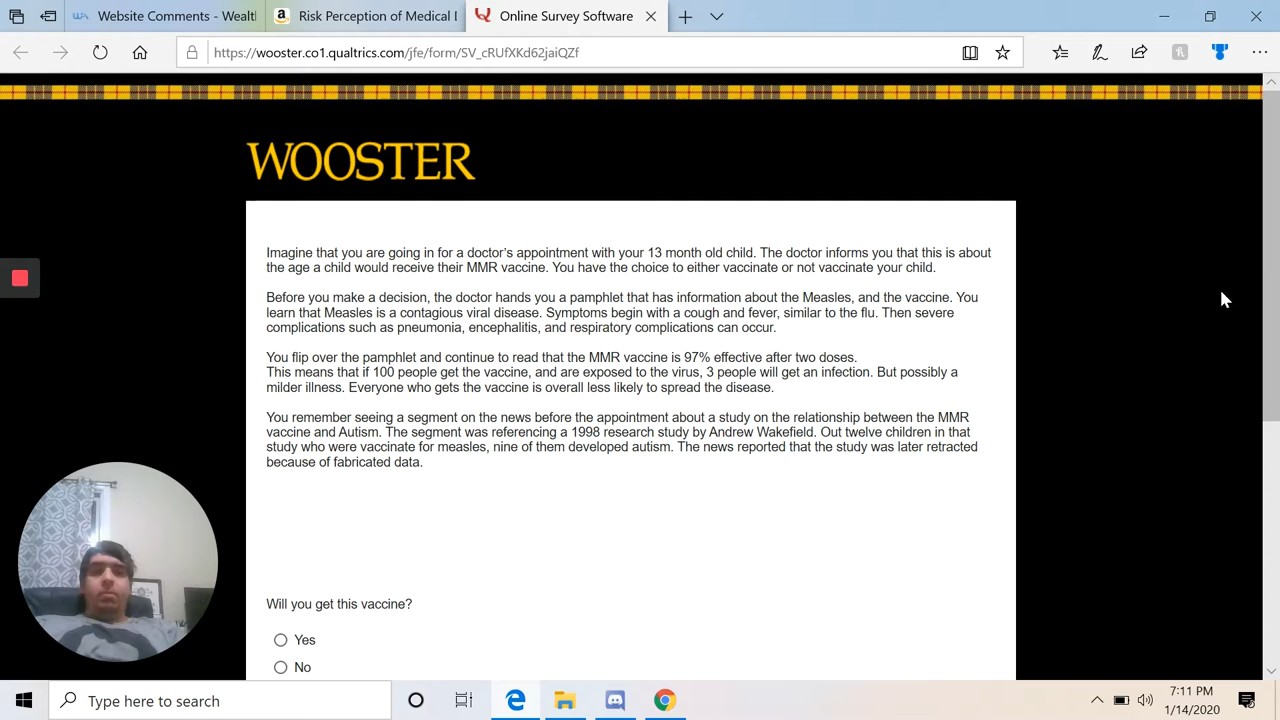 Website Comments - Wealt
Risk Perception of Medical I
Online Survey Software
https://wooster.co1.qualtrics.com/jfe/form/SV_cRUfXKd62jaiQZf
WOOSTER
Imagine that you are going in for a doctor's appointment with your 13 month old child. The doctor informs you that this is about
the age a child would receive their MMR vaccine. You have the choice to either vaccinate or not vaccinate your child.
Before you make a decision, the doctor hands you a pamphlet that has information about the Measles, and the vaccine. You
learn that Measles is a contagious viral disease. Symptoms begin with a cough and fever, similar to the flu. Then severe
complications such as pneumonia, encephalitis, and respiratory complications can occur.
You flip over the pamphlet and continue to read that the MMR vaccine is 97% effective after two doses.
This means that if 100 people get the vaccine, and are exposed to the virus, 3 people will get an infection. But possibly a
milder illness. Everyone who gets the vaccine is overall less likely to spread the disease.
You remember seeing a segment on the news before the appointment about a study on the relationship between the MMR
vaccine and Autism. The segment was referencing a 1998 research study by Andrew Wakefield. Out twelve children in that
study who were vaccinate for measles, nine of them developed autism. The news reported that the study was later retracted
because of fabricated data.
Will you get this vaccine?
Yes
No
Type here to search
7:11 PM
1/14/2020